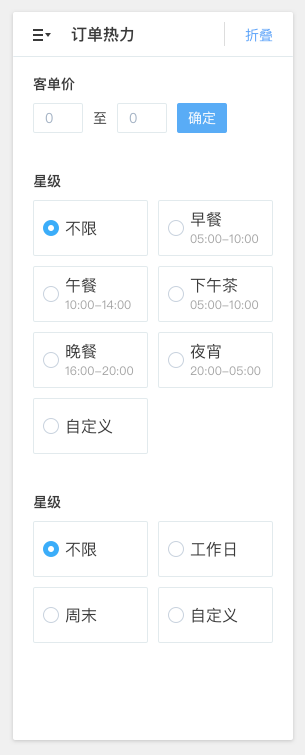 订单热力 折叠
客单价
0 至 0 确定
星级
不限 早餐
05:00-10:00
午餐 下午茶
10:00-14:00 05:00-10:00
晚餐 夜宵
16:00-20:00 20:00-05:00
自定义
星级
不限 工作日
周末 自定义